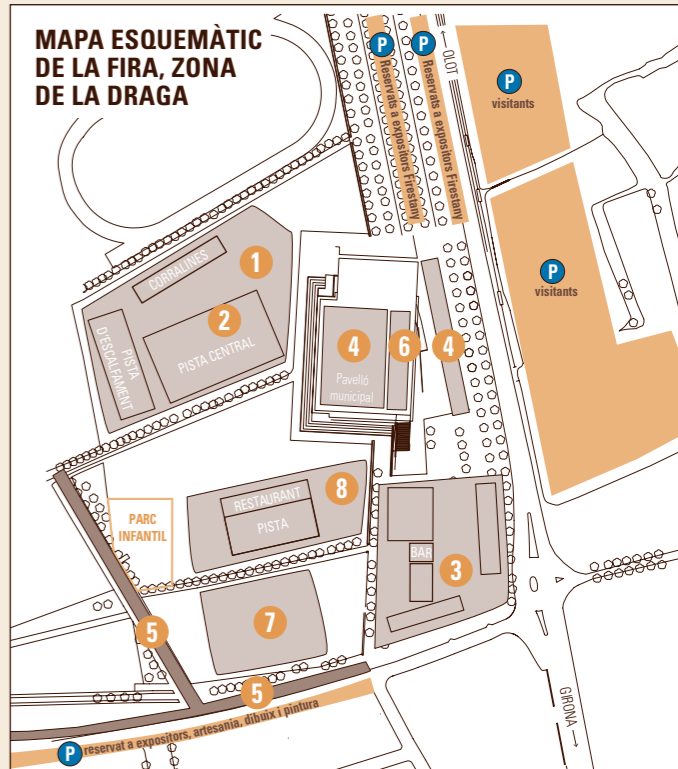 MAPA ESQUEMÀTIC
DE LA FIRA, ZONA
DE LA DRAGA
P
Reservats a expositors Firestany
P
Reservats a expositors Firestany
← OLOT
P
visitants
P
visitants
1
CORRALINES
2
PISTA CENTRAL
PISTA
D'ESCALFAMENT
4
Pavelló
municipal
6
4
8
RESTAURANT
PISTA
PARC
INFANTIL
BAR
3
7
5
5
P
reservat a expositors, artesania, dibuix i pintura
GIRONA →